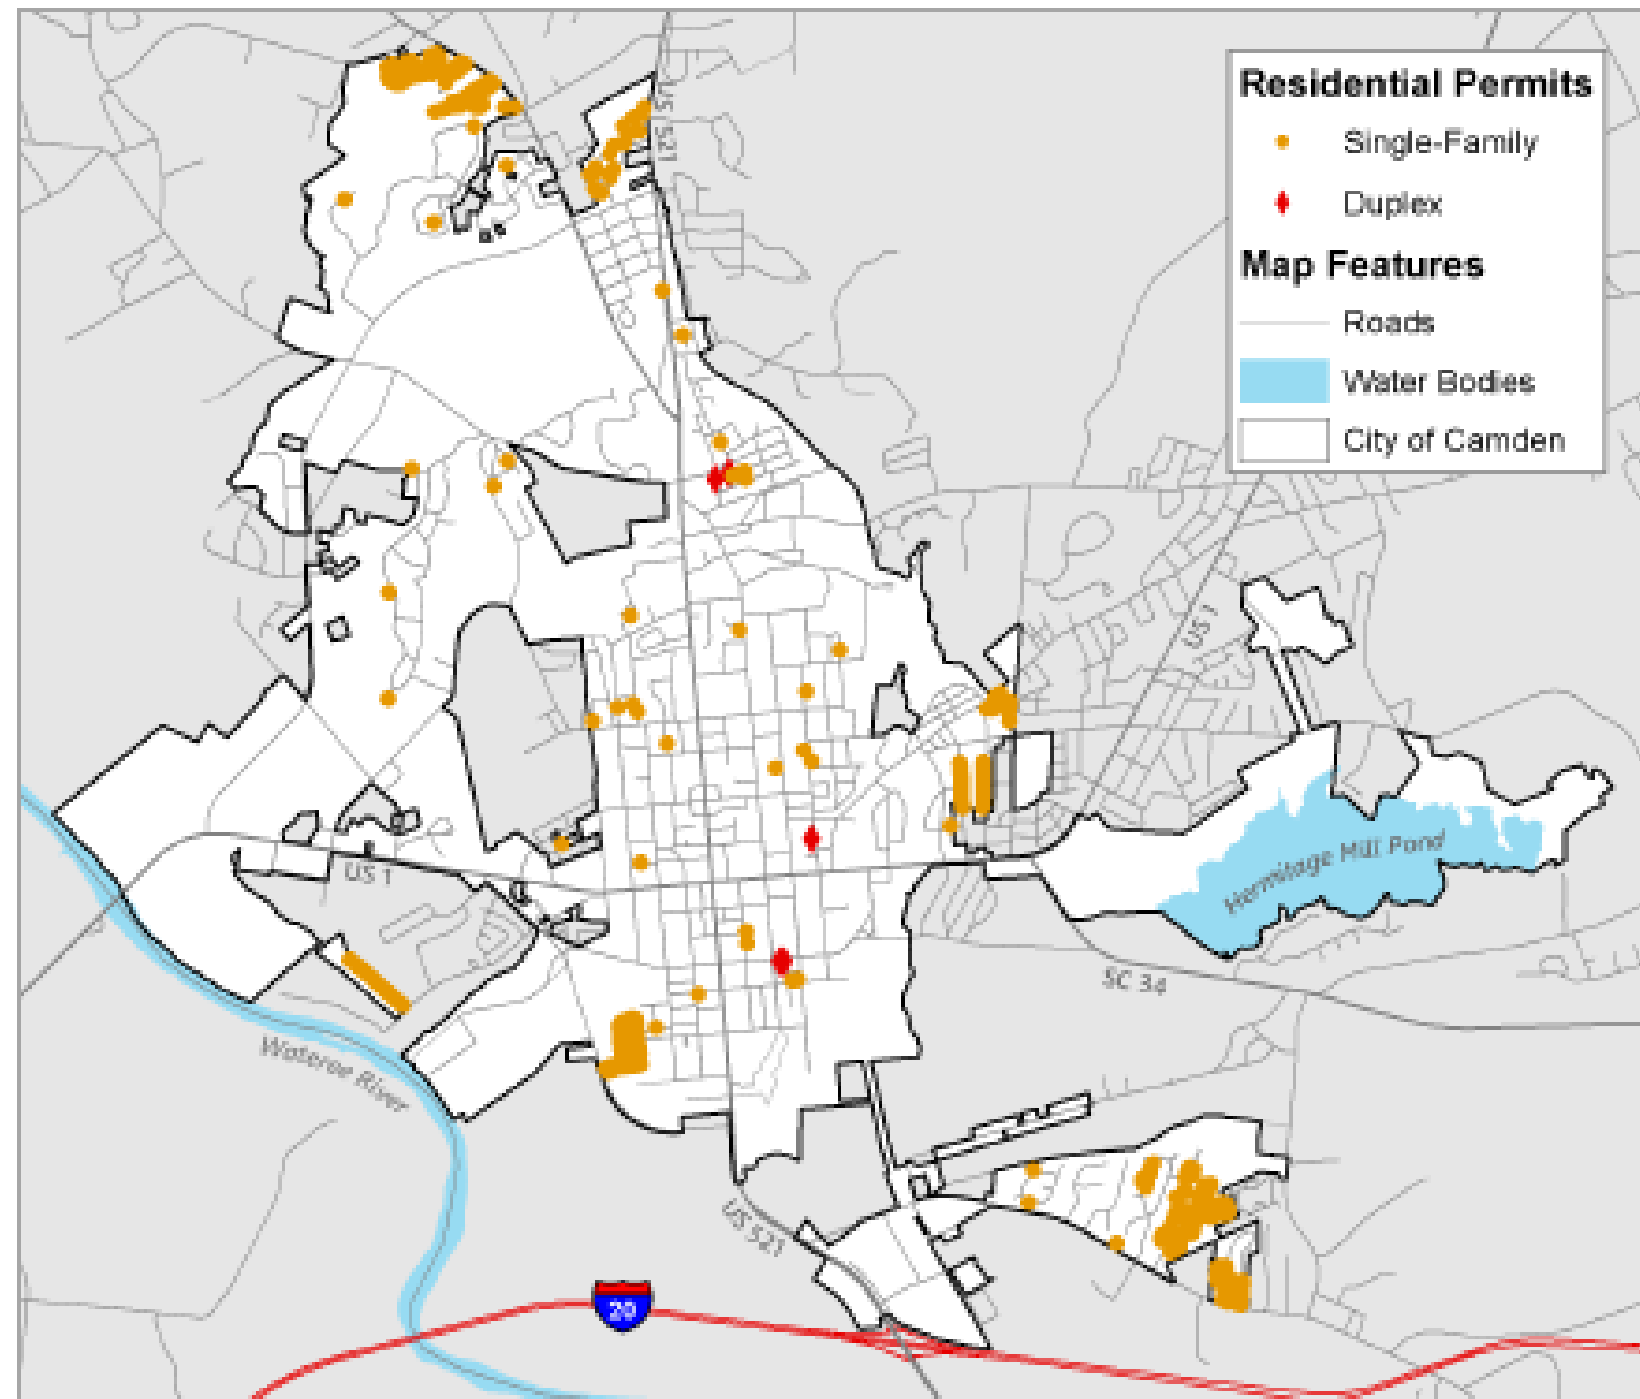 Residential Permits
Single-Family
Duplex
Map Features
Roads
Water Bodies
City of Camden
US 521
US 1
Hermitage Mill Pond
US 1
SC 34
Wateree River
US 521
20